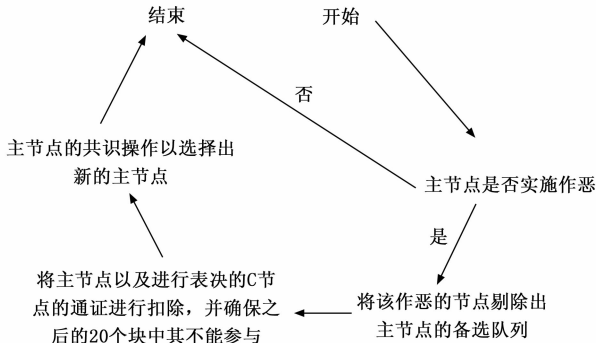 结束
开始
否
主节点的共识操作以选择出
新的主节点
主节点是否实施作恶
是
将主节点以及进行表决的C节
点的通证进行扣除，并确保之
后的20个块中其不能参与
将该作恶的节点剔除出
主节点的备选队列